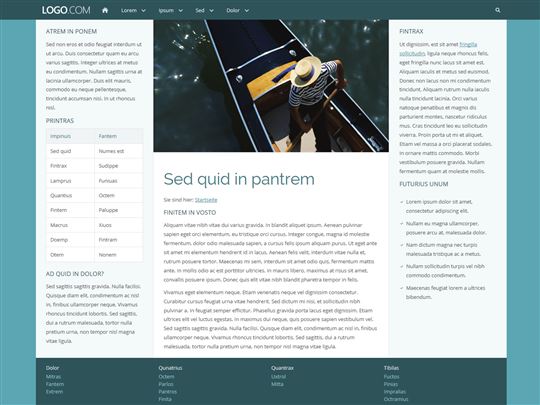 LOGO.COM
Lorem
Ipsum
Sed
Dolor
ATREM IN PONEM
Sed non eros et odio feugiat interdum ut
ut arcu. Duis consectetur quam eu arcu
varius sagittis. Integer ultrices at metus
eu condimentum. Nullam sagittis urna at
lacinia ullamcorper. Duis elit mauris,
commodo eu neque pellentesque,
tincidunt accumsan nisi. In ut rhoncus
nisl.
PRINTRAS
Impinuis Fantem
Sed quid Numes est
Fintrax Sudippe
Lamprus Funiuas
Quantius Octem
Fintem Paluppe
Macrus Xiuos
Doemp Fintram
Otem Nonem
AD QUID IN DOLOR?
Sed sagittis sagittis gravida. Nulla facilisi.
Quisque diam elit, condimentum ac nisl
in, finibus ullamcorper neque. Vivamus
rhoncus tincidunt lobortis. Sed sagittis,
dui a rutrum malesuada, tortor nulla
pretium urna, non tempor nisl magna
vitae ligula.
Sed quid in pantrem
Sie sind hier: Startseite
FINITEM IN VOSTO
Aliquam vitae nibh vitae dui varius gravida. In blandit aliquet ipsum. Aenean pulvinar
sapien eget orci elementum, eu tristique orci cursus. Integer congue, magna id molestie
fermentum, dolor odio malesuada sapien, a cursus felis ipsum aliquam purus. Ut eget ante
sit amet mi elementum hendrerit id in lacus. Aenean felis velit, interdum vitae nulla et,
rutrum posuere tortor. Maecenas mi sem, interdum sit amet odio quis, fermentum mattis
ante. In mollis odio ac est porttitor ultricies. In mauris libero, maximus at risus sit amet,
convallis posuere ipsum. Donec quis elit vitae nibh blandit pharetra tempor in felis.
Vivamus eget elementum neque. Etiam venenatis neque vel dignissim consectetur.
Curabitur cursus feugiat urna vitae hendrerit. Sed dictum mi nisi, et sollicitudin nibh
pulvinar a. In feugiat semper efficitur. Phasellus gravida porta lacus eget dignissim. Etiam
ultrices elit vel luctus egestas. In maximus dui neque, quis posuere sapien vestibulum vel.
Sed sagittis sagittis gravida. Nulla facilisi. Quisque diam elit, condimentum ac nisl in, finibus
ullamcorper neque. Vivamus rhoncus tincidunt lobortis. Sed sagittis, dui a rutrum malesuada,
tortor nulla pretium urna, non tempor nisl magna vitae ligula.
FINTRAX
Ut dignissim, est sit amet fringilla
sollicitudin, ligula neque rhoncus felis,
eget fringilla nunc lacus sit amet est.
Aliquam iaculis et metus sed euismod.
Donec non lacus non mi condimentum
tincidunt. Aliquam rutrum nulla iaculis
nulla tincidunt lacinia. Orci varius
natoque penatibus et magnis dis
parturient montes, nascetur ridiculus
mus. Cras tincidunt leo eu sollicitudin
viverra. Proin porta ut mi et aliquet.
Etiam vel massa a orci placerat sodales,
in ornare mattis commodo. Morbi
vestibulum posuere gravida. Nullam
fermentum quam at molestie mollis.
FUTURIUS UNUM
Lorem ipsum dolor sit amet,
consectetur adipiscing elit.
Nullam eu magna ullamcorper,
posuere arcu at, malesuada dolor.
Nam dictum magna nec turpis
malesuada tristique ac a metus.
Nullam sollicitudin turpis vel nibh
commodo condimentum.
Maecenas feugiat lorem a ultrices
bibendum.
Dolor
Mitras
Fantem
Extrem
Qunatrius
Octem
Parlos
Pantros
Finita
Quantrax
Uxtrol
Mitta
Tibilas
Fuctos
Pinias
Impralias
Octramius